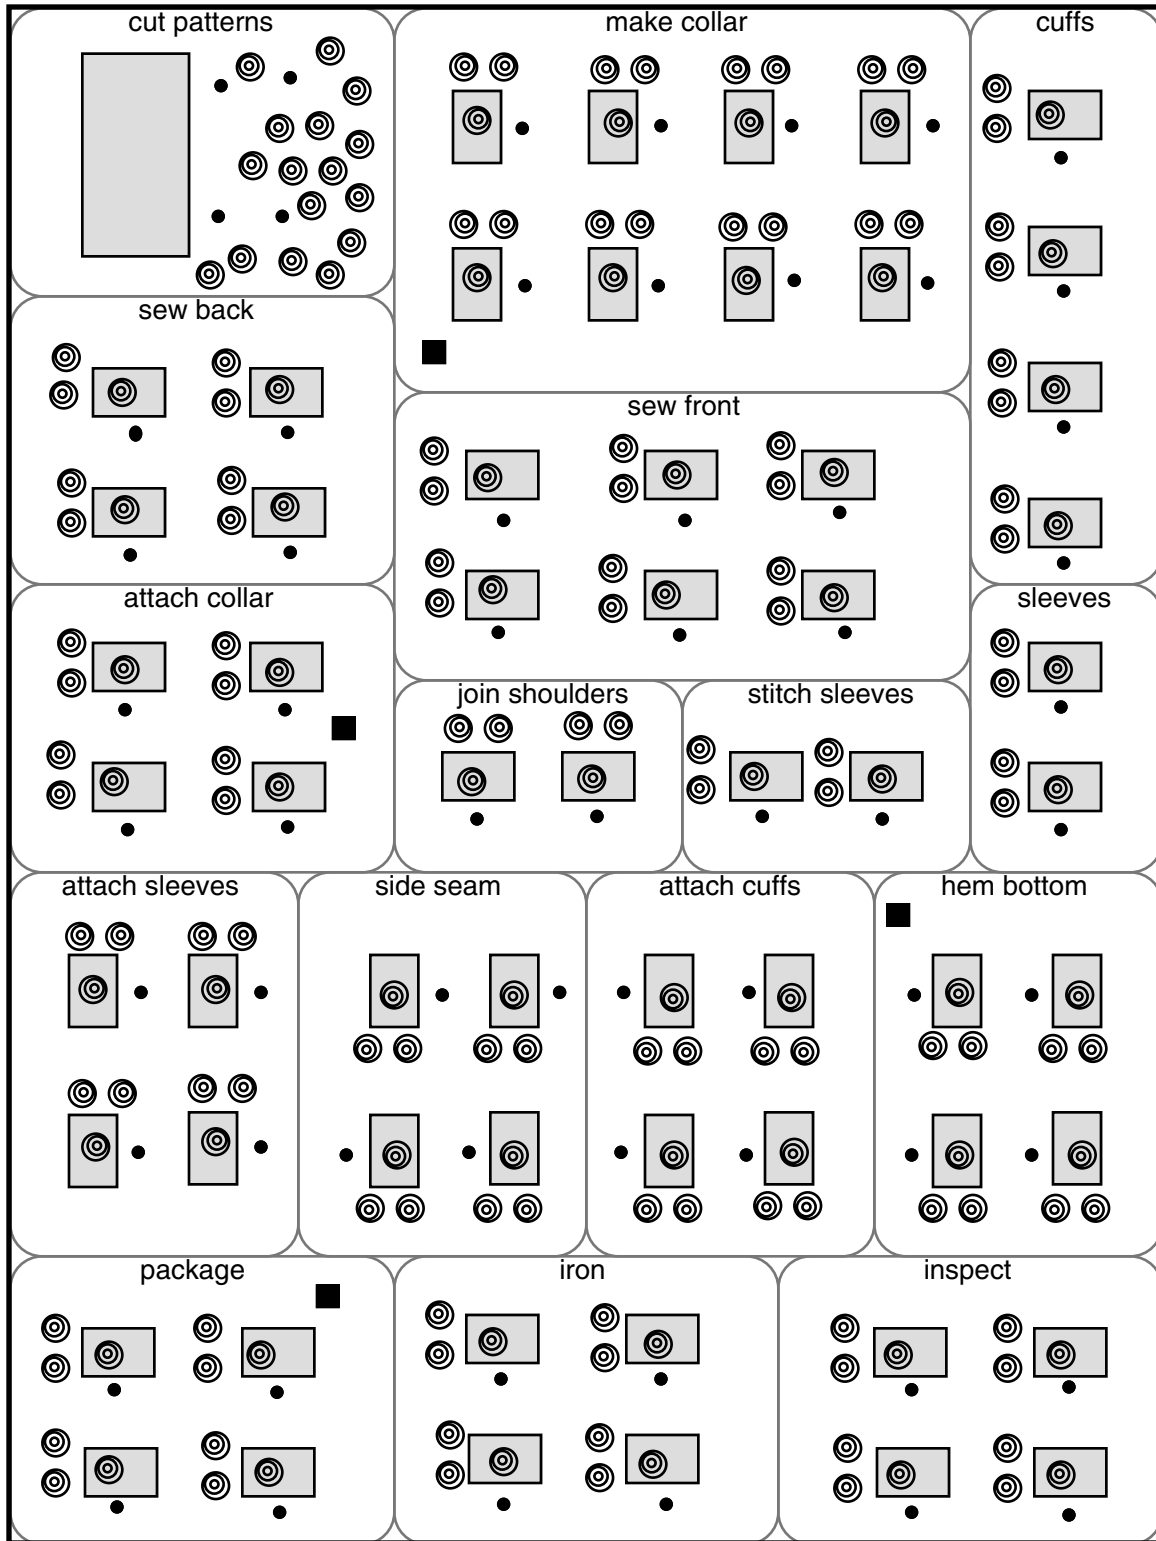 cut patterns
make collar
cuffs
sew back
sew front
attach collar
sleeves
join shoulders
stitch sleeves
attach sleeves
side seam
attach cuffs
hem bottom
package
iron
inspect